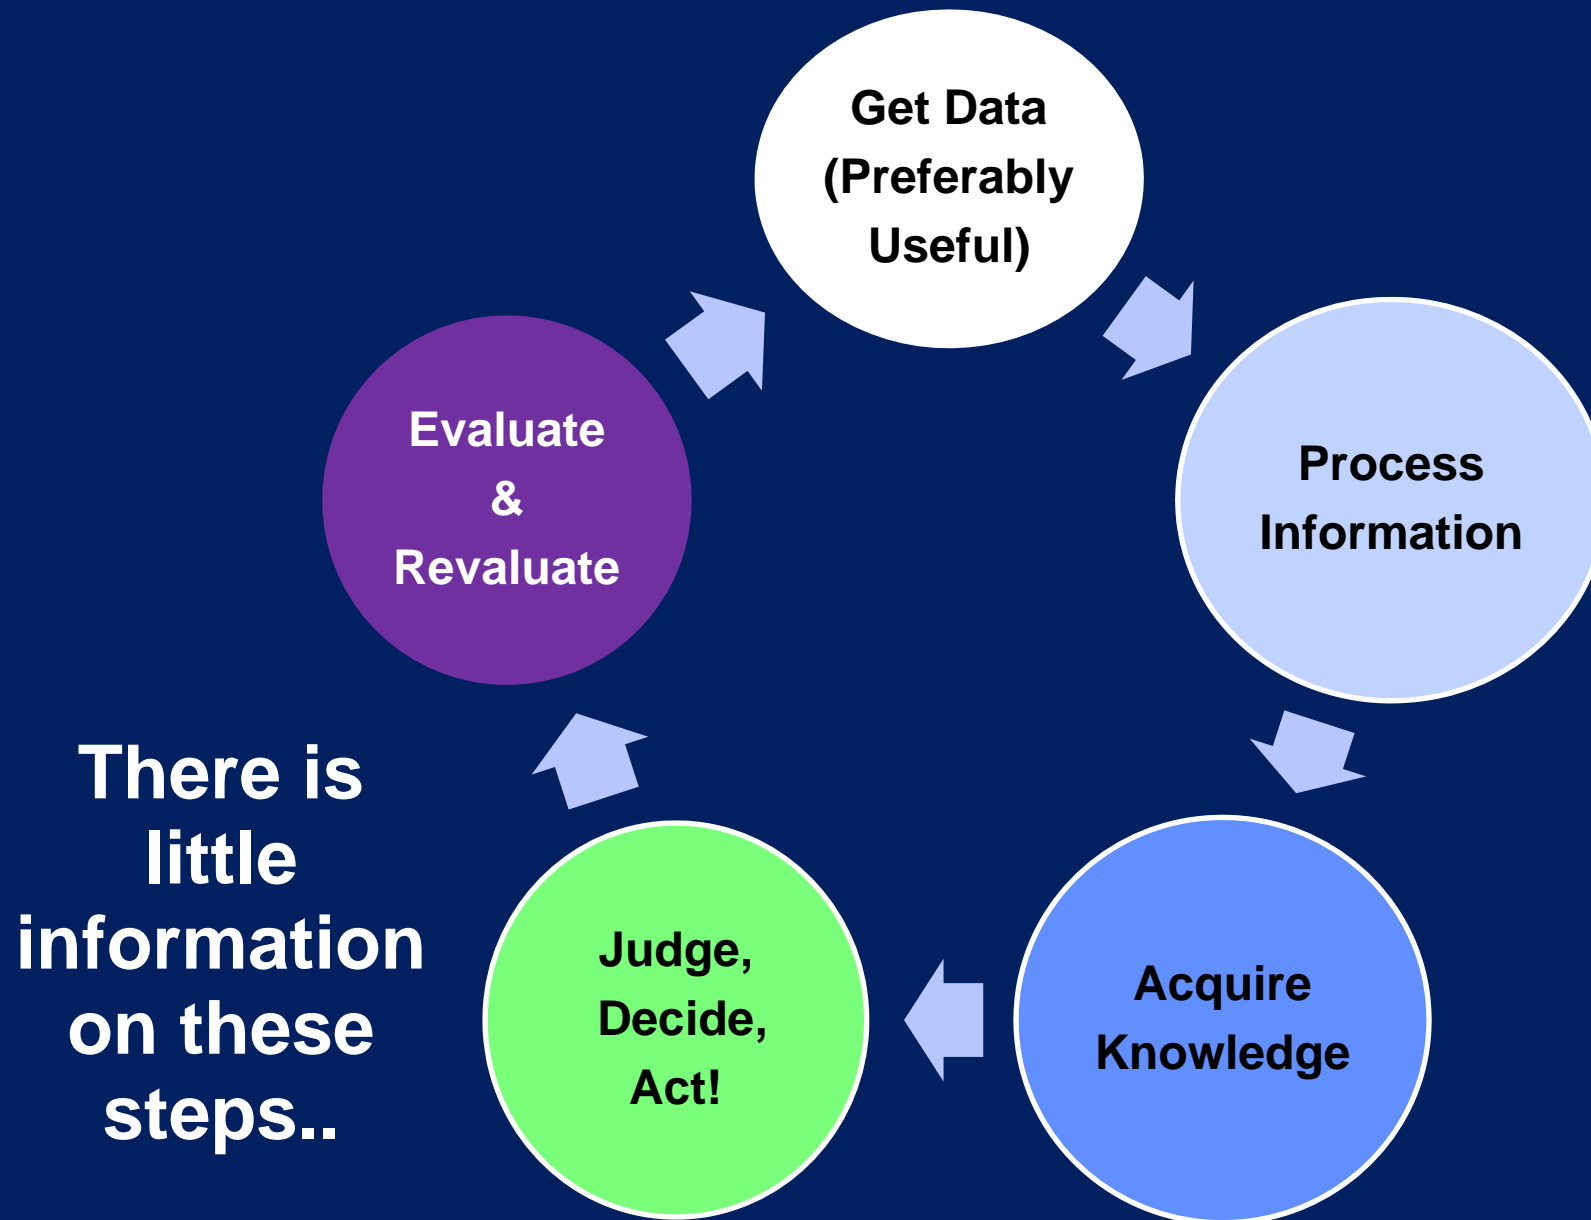 Get Data
(Preferably
Useful)
Process
Information
Acquire
Knowledge
Judge,
Decide,
Act!
Evaluate
&
Revaluate
There is
little
information
on these
steps..